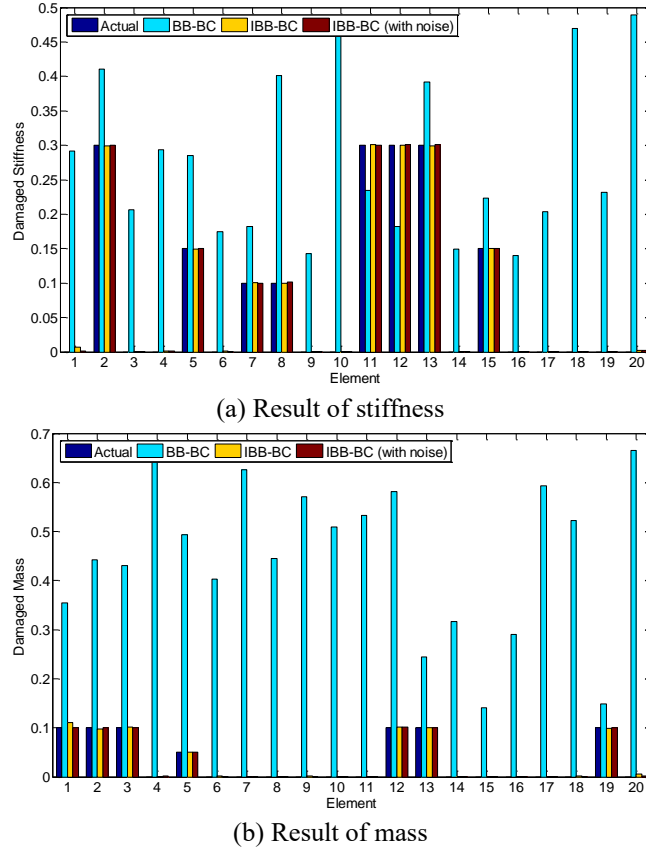 0.5
Actual BB-BC IBB-BC IBB-BC (with noise)
0.45
0.4
0.35
0.3
0.25
0.2
0.15
0.1
0.05
0
Damaged Stiffness
1 2 3 4 5 6 7 8 9 10 11 12 13 14 15 16 17 18 19 20
Element
(a) Result of stiffness
0.7
Actual BB-BC IBB-BC IBB-BC (with noise)
0.6
0.5
0.4
0.3
0.2
0.1
0
Damaged Mass
1 2 3 4 5 6 7 8 9 10 11 12 13 14 15 16 17 18 19 20
Element
(b) Result of mass